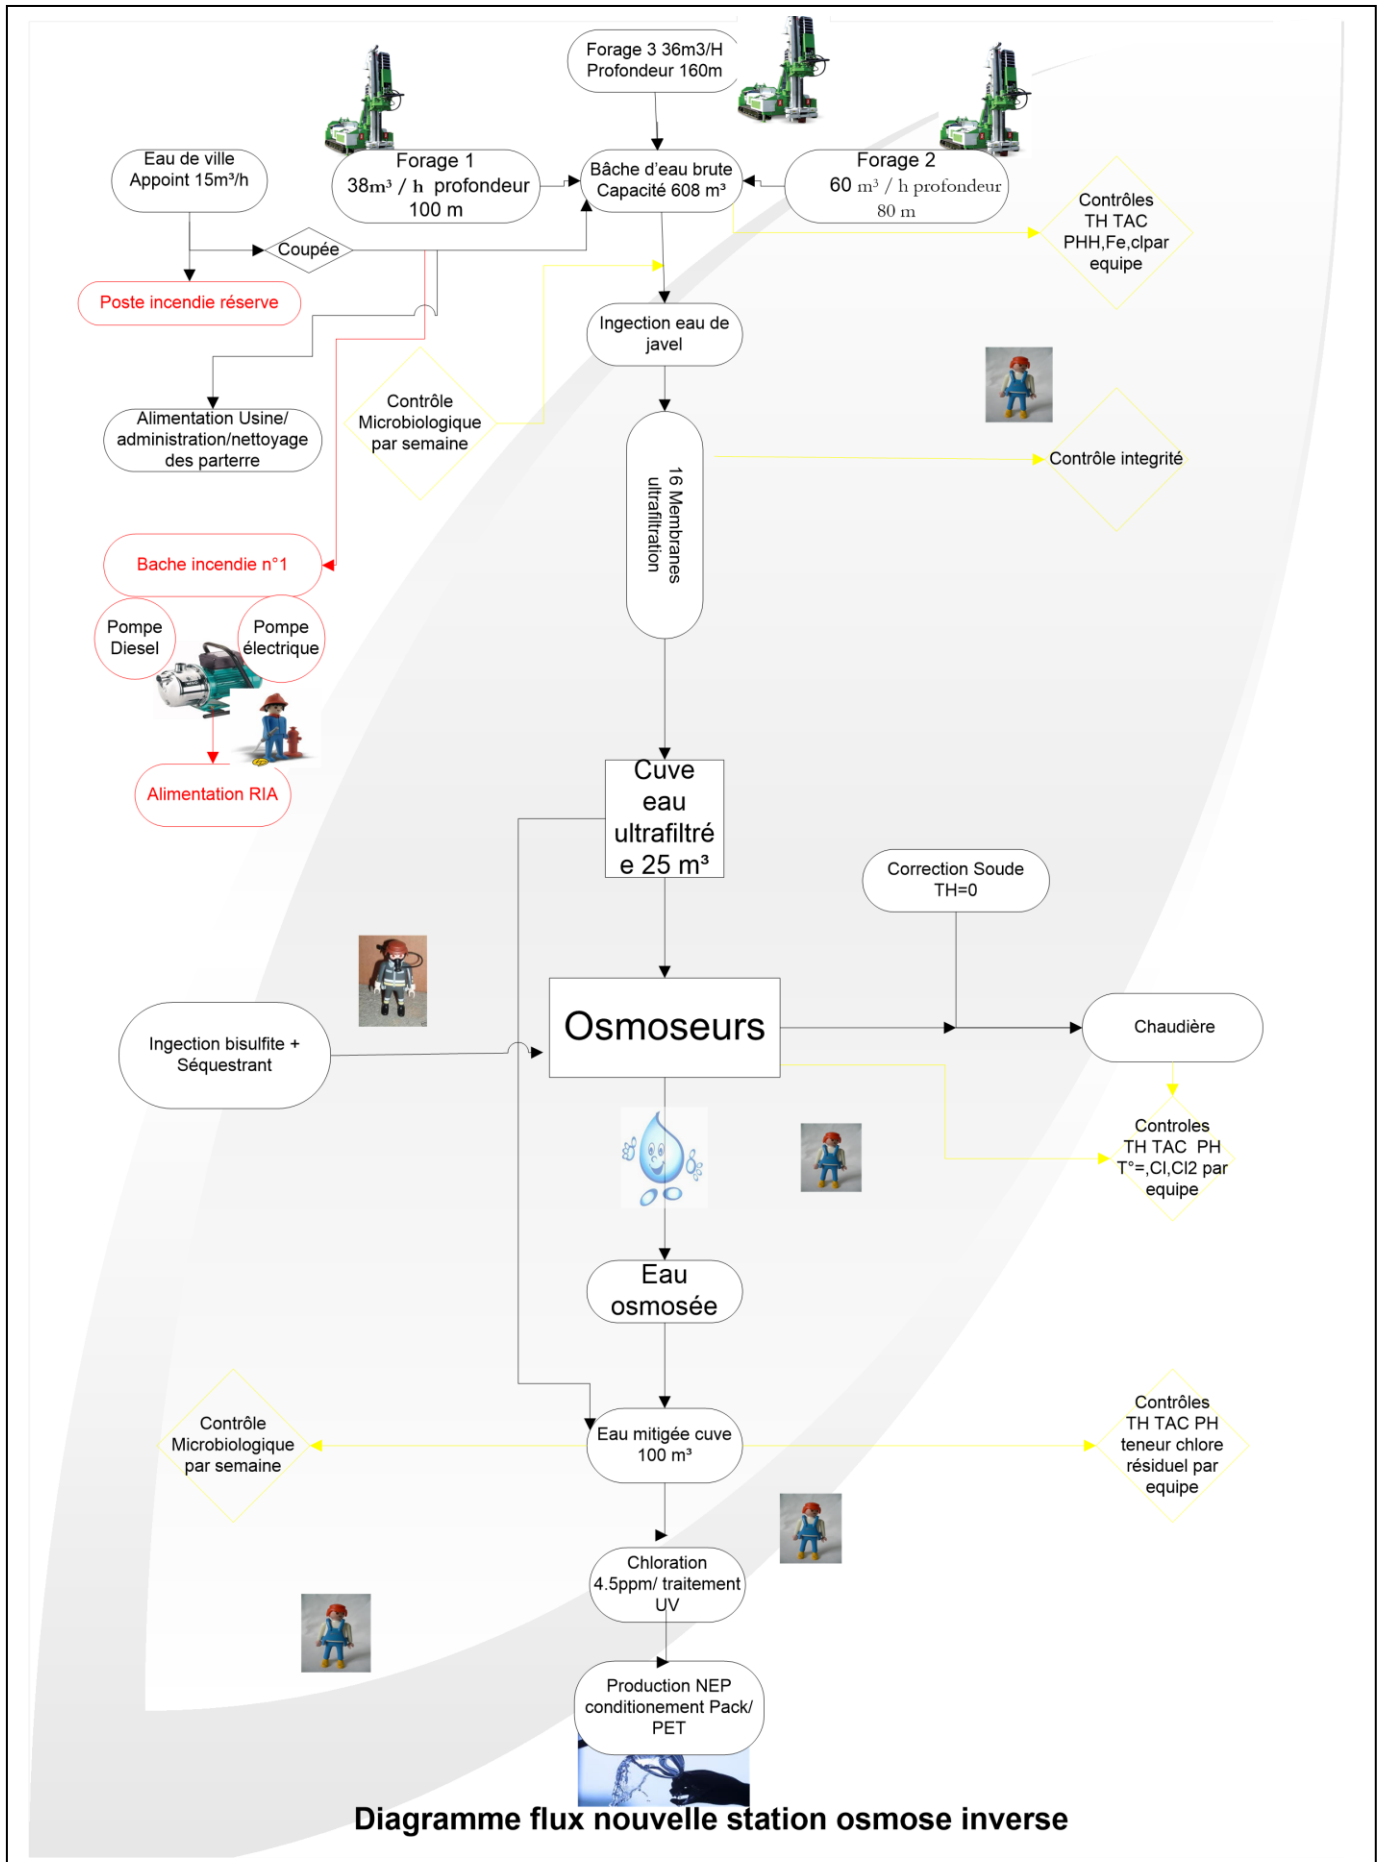 Forage 3 36m3/H
Profondeur 160m
Eau de ville
Appoint 15m³/h
Forage 1
38m³ / h profondeur
100 m
Bâche d'eau brute
Capacité 608 m³
Forage 2
60 m³ / h profondeur
80 m
Contrôles
TH TAC
PHH,Fe,clpar
equipe
Coupée
Poste incendie réserve
Ingection eau de
javel
Contrôle
Microbiologique
par semaine
Alimentation Usine/
administration/nettoyage
des parterre
16 Membranes
ultrafiltration
Contrôle integrité
Bache incendie n°1
Pompe
Diesel
Pompe
électrique
Alimentation RIA
Cuve
eau
ultrafiltré
e 25 m³
Correction Soude
TH=0
Osmoseurs
Ingection bisulfite +
Séquestrant
Chaudière
Controles
TH TAC PH
T°=,Cl,Cl2 par
equipe
Eau
osmosée
Contrôle
Microbiologique
par semaine
Eau mitigée cuve
100 m³
Contrôles
TH TAC PH
teneur chlore
résiduel par
equipe
Chloration
4.5ppm/ traitement
UV
Production NEP
conditionement Pack/
PET
Diagramme flux nouvelle station osmose inverse